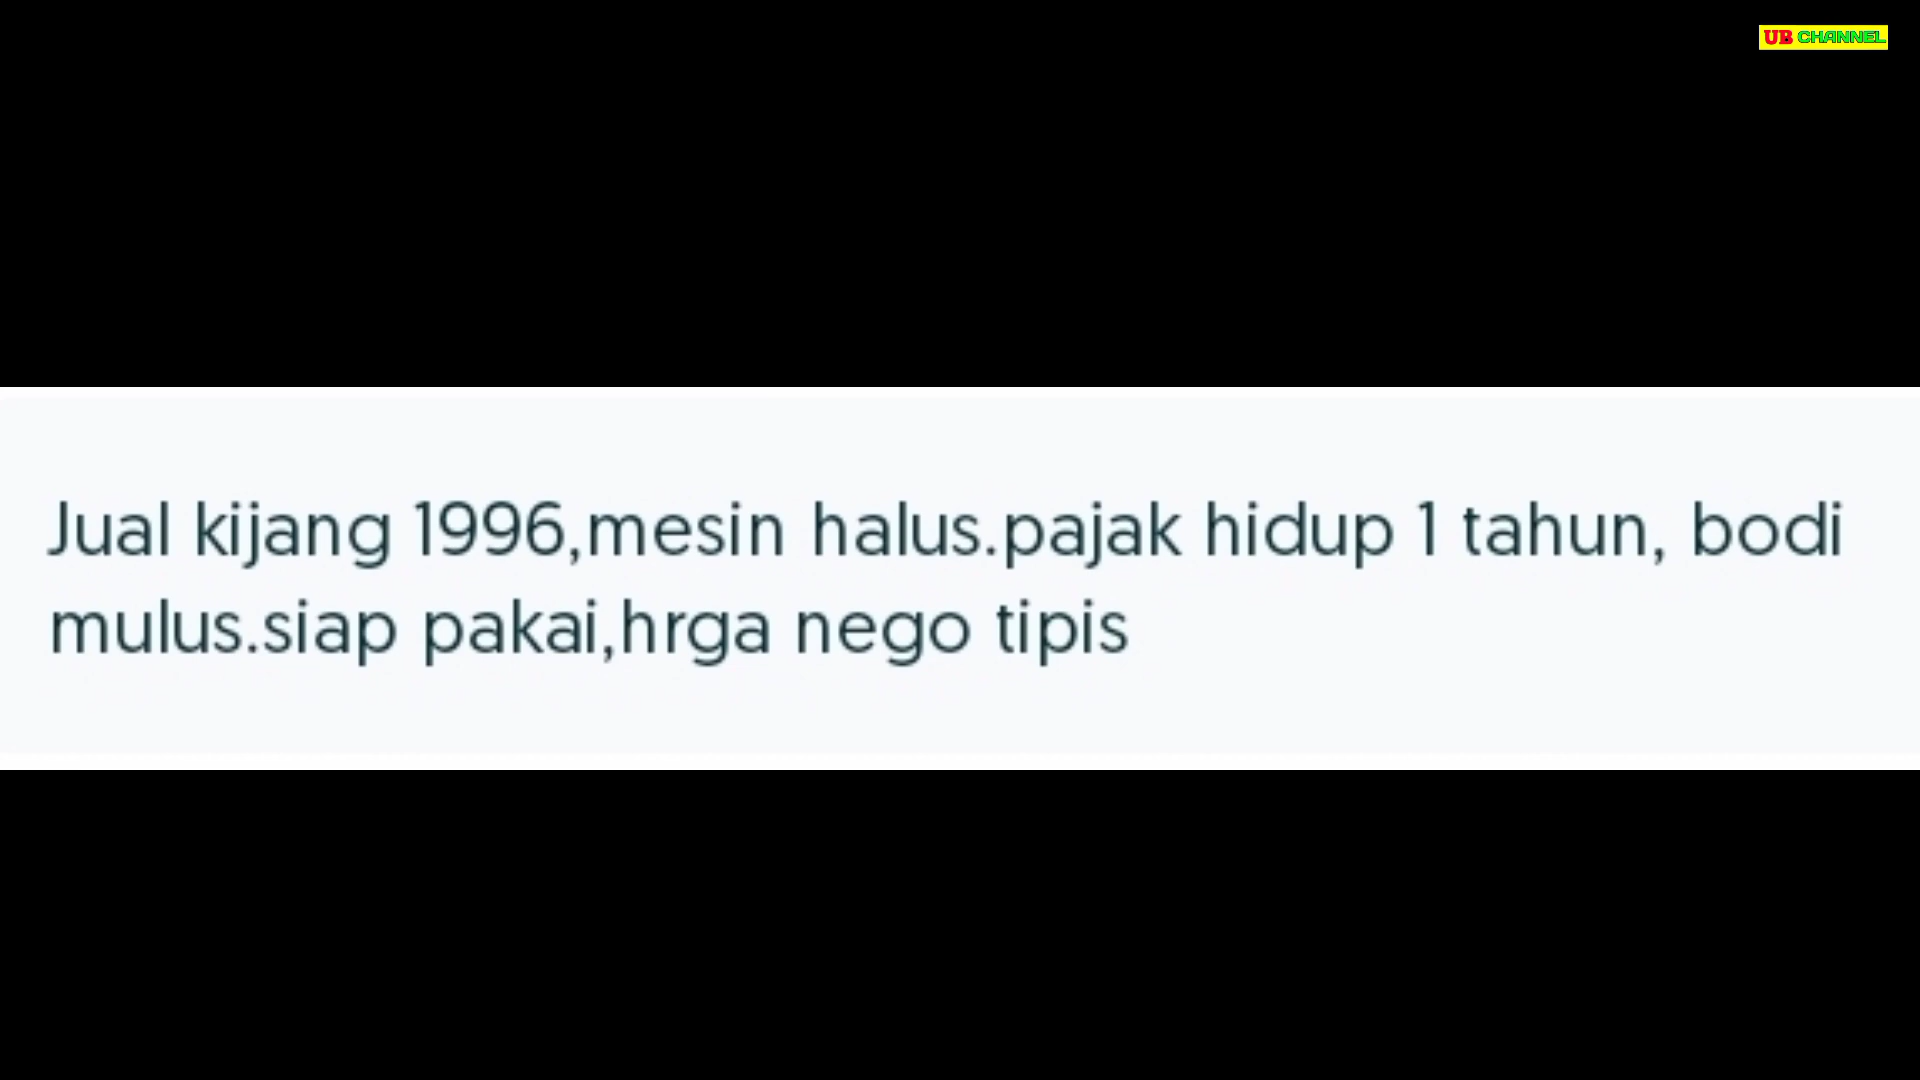 UB CHANNEL
Jual kijang 1996,mesin halus.pajak hidup 1 tahun, bodi
mulus.siap pakai,hrga nego tipis